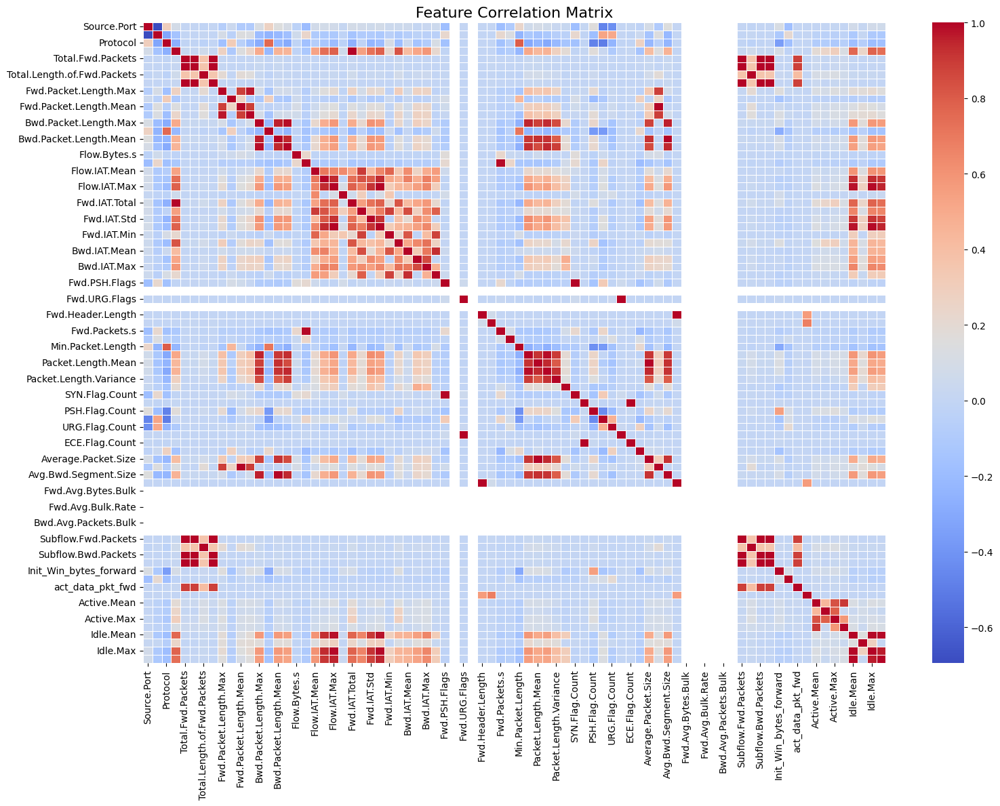 Feature Correlation Matrix
Source.Port
Protocol
Total.Fwd.Packets
Total.Length.of.Fwd.Packets
Fwd.Packet.Length.Max
Fwd.Packet.Length.Mean
Bwd.Packet.Length.Max
Bwd.Packet.Length.Mean
Flow.Bytes.s
Flow.IAT.Mean
Flow.IAT.Max
Fwd.IAT.Total
Fwd.IAT.Std
Fwd.IAT.Min
Bwd.IAT.Mean
Bwd.IAT.Max
Fwd.PSH.Flags
Fwd.URG.Flags
Fwd.Header.Length
Fwd.Packets.s
Min.Packet.Length
Packet.Length.Mean
Packet.Length.Variance
SYN.Flag.Count
PSH.Flag.Count
URG.Flag.Count
ECE.Flag.Count
Average.Packet.Size
Avg.Bwd.Segment.Size
Fwd.Avg.Bytes.Bulk
Fwd.Avg.Bulk.Rate
Bwd.Avg.Packets.Bulk
Subflow.Fwd.Packets
Subflow.Bwd.Packets
Init_Win_bytes_forward
act_data_pkt_fwd
Active.Mean
Active.Max
Idle.Mean
Idle.Max
Source.Port
Protocol
Total.Fwd.Packets
Total.Length.of.Fwd.Packets
Fwd.Packet.Length.Max
Fwd.Packet.Length.Mean
Bwd.Packet.Length.Max
Bwd.Packet.Length.Mean
Flow.Bytes.s
Flow.IAT.Mean
Flow.IAT.Max
Fwd.IAT.Total
Fwd.IAT.Std
Fwd.IAT.Min
Bwd.IAT.Mean
Bwd.IAT.Max
Fwd.PSH.Flags
Fwd.URG.Flags
Fwd.Header.Length
Fwd.Packets.s
Min.Packet.Length
Packet.Length.Mean
Packet.Length.Variance
SYN.Flag.Count
PSH.Flag.Count
URG.Flag.Count
ECE.Flag.Count
Average.Packet.Size
Avg.Bwd.Segment.Size
Fwd.Avg.Bytes.Bulk
Fwd.Avg.Bulk.Rate
Bwd.Avg.Packets.Bulk
Subflow.Fwd.Packets
Subflow.Bwd.Packets
Init_Win_bytes_forward
act_data_pkt_fwd
Active.Mean
Active.Max
Idle.Mean
Idle.Max
1.0
0.8
0.6
0.4
0.2
0.0
−0.2
−0.4
−0.6